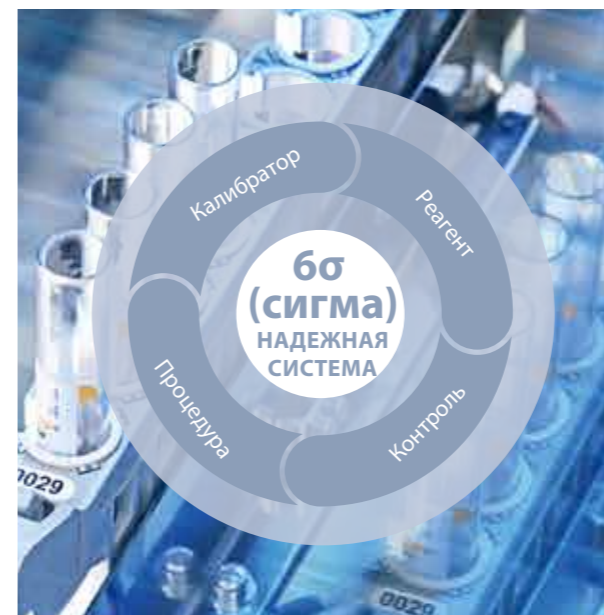 Калибратор
Реагент
6σ
(сигма)
НАДЕЖНАЯ
СИСТЕМА
Процедура
Контроль
0029
0029